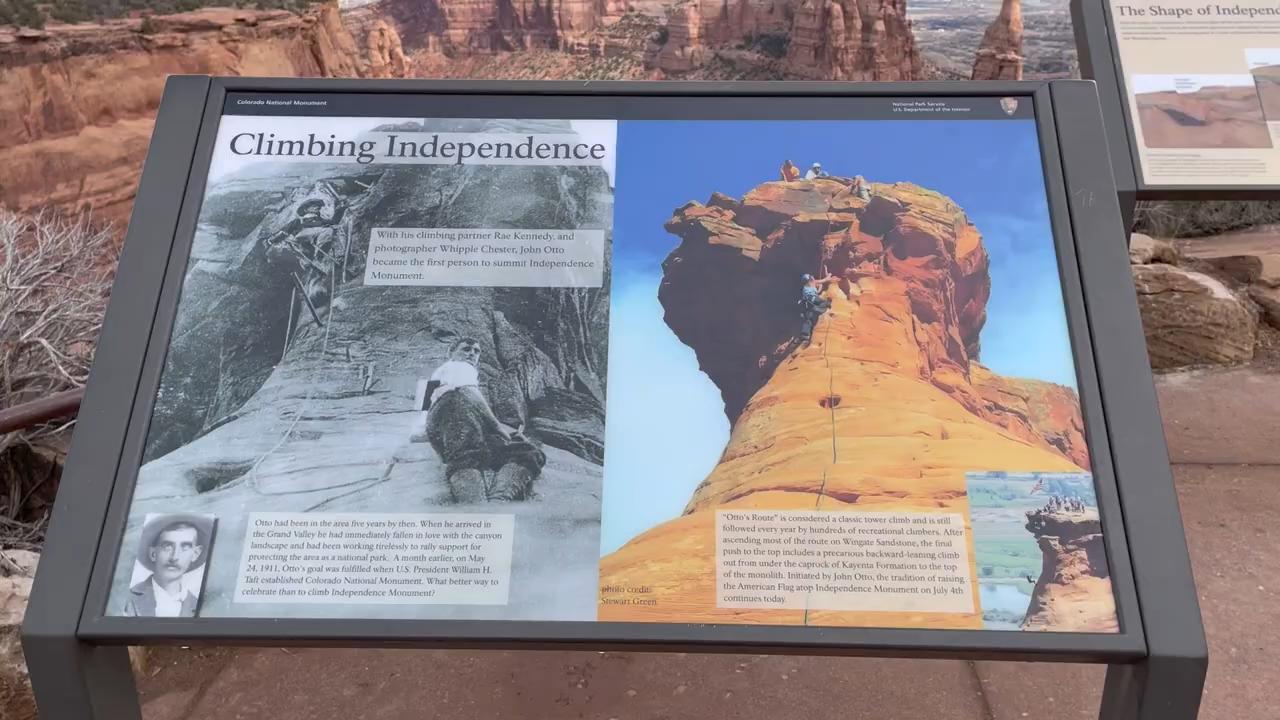 Colorado National Monument
National Park Service
U.S. Department of the Interior
Climbing Independence
With his climbing partner Rae Kennedy, and
photographer Whipple Chester, John Otto
became the first person to summit Independence
Monument.
Otto had been in the area five years by then. When he arrived in
the Grand Valley he had immediately fallen in love with the canyon
landscape and had been working tirelessly to rally support for
protecting the area as a national park. A month earlier, on May
24, 1911, Otto's goal was fulfilled when U.S. President William H.
Taft established Colorado National Monument. What better way to
celebrate than to climb Independence Monument?
photo credit:
Stewart Green
"Otto's Route" is considered a classic tower climb and is still
followed every year by hundreds of recreational climbers. After
ascending most of the route on Wingate Sandstone, the final
push to the top includes a precarious backward-leaning climb
out from under the caprock of Kayenta Formation to the top
of the monolith. Initiated by John Otto, the tradition of raising
the American Flag atop Independence Monument on July 4th
continues today.
The Shape of Indepen